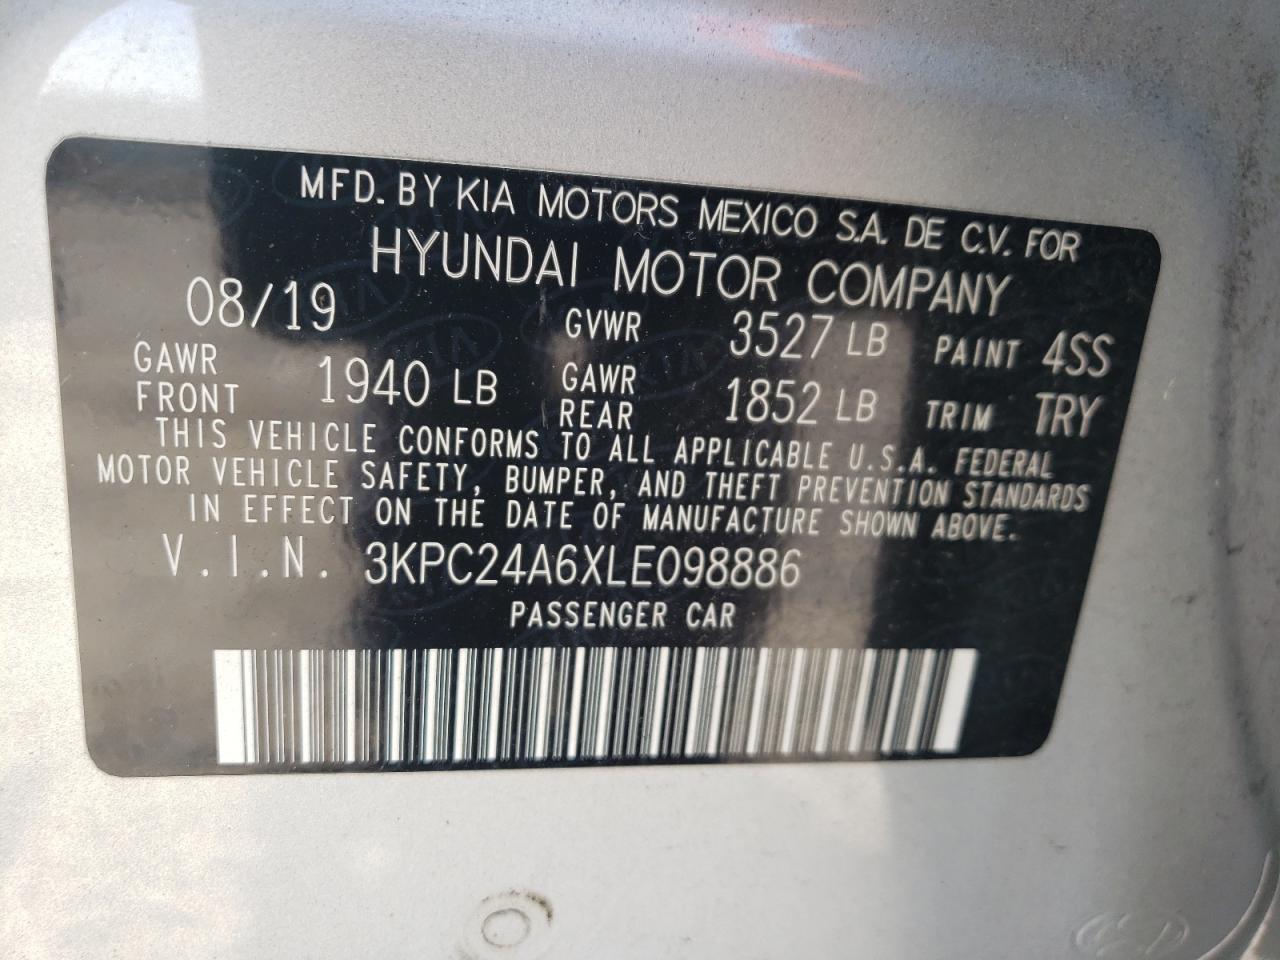 MFD. BY KIA MOTORS MEXICO S.A. DE C.V. FOR
HYUNDAI MOTOR COMPANY
08/19 GVWR 3527 LB PAINT 4SS
GAWR FRONT 1940 LB GAWR REAR 1852 LB TRIM TRY
THIS VEHICLE CONFORMS TO ALL APPLICABLE U.S.A. FEDERAL
MOTOR VEHICLE SAFETY, BUMPER, AND THEFT PREVENTION STANDARDS
IN EFFECT ON THE DATE OF MANUFACTURE SHOWN ABOVE.
V.I.N. 3KPC24A6XLE098886
PASSENGER CAR